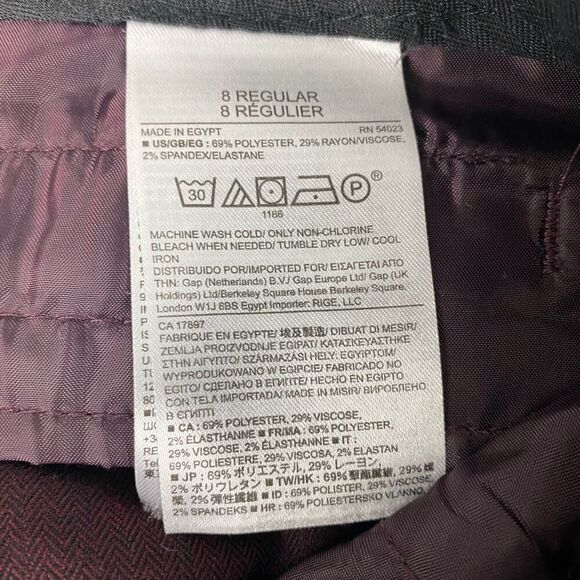 8 REGULAR
8 RÉGULIER
MADE IN EGYPT RN 54023
■ US/GB/EG : 69% POLYESTER, 29% RAYON/VISCOSE,
2% SPANDEX/ELASTANE
30 P®
1166
MACHINE WASH COLD/ ONLY NON-CHLORINE
BLEACH WHEN NEEDED/ TUMBLE DRY LOW/ COOL
IRON
DISTRIBUIDO POR/IMPORTED FOR/ ΕΙΣΑΓΕΤΑΙ ΑΠΟ
ΤΗΝ: Gap (Netherlands) B.V./ Gap Europe Ltd/ Gap (UK
Holdings) Ltd/Berkeley Square House Berkeley Square,
London W1J 6BS Egypt Importer: RIGE, LLC
CA 17897
FABRIQUÉ EN EGYPTE/ 埃及製造/ DIBUAT DI MESIR/
ZEMLJA PROIZVODNJE EGIPAT/ ΚΑΤΑΣΚΕΥΑΣΤΗΚΕ
ΣΤΗΝ ΑΙΓΥΠΤΟ/ SZÁRMAZÁSI HELY: EGYIPTOM/
WYPRODUKOWANO W EGIPCIE/ FABRICADO NO
EGITO/ СДЕЛАНО В ЕГИПТЕ/ HECHO EN EGIPTO
CON TELA IMPORTADA/ MAIŞIL IN MISIR/ ВИРОБЛЕНО
В ЄГИПТІ
■ CA : 69% POLYESTER, 29% VISCOSE,
2% ÉLASTHANNE ■ FR/MA : 69% POLYESTER, 29%
VISCOSE, 2% ÉLASTHANNE ■ IT :
69% POLIESTERE, 29% VISCOSA, 2% ELASTAN
■ JP : 69% ポリエステル, 29% レーヨン,
2% ポリウレタン ■ TW/HK : 69% 聚酯纖維, 29% 嫘
縈, 2% 彈性纖維 ■ ID : 69% POLISTER, 29% VISCOSE,
2% SPANDEKS ■ HR : 69% POLIESTERSKO VLAKNO,